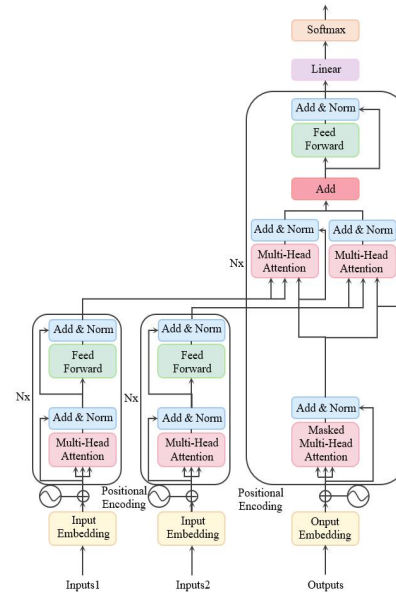 Softmax
Linear
Add & Norm
Feed
Forward
Add
Add & Norm
Add & Norm
Multi-Head
Attention
Multi-Head
Attention
Nx
Add & Norm
Feed
Forward
Nx
Add & Norm
Multi-Head
Attention
Add & Norm
Feed
Forward
Nx
Add & Norm
Multi-Head
Attention
Add & Norm
Masked
Multi-Head
Attention
Positional
Encoding
Positional
Encoding
Input
Embedding
Input
Embedding
Onput
Embedding
Inputs1
Inputs2
Outputs